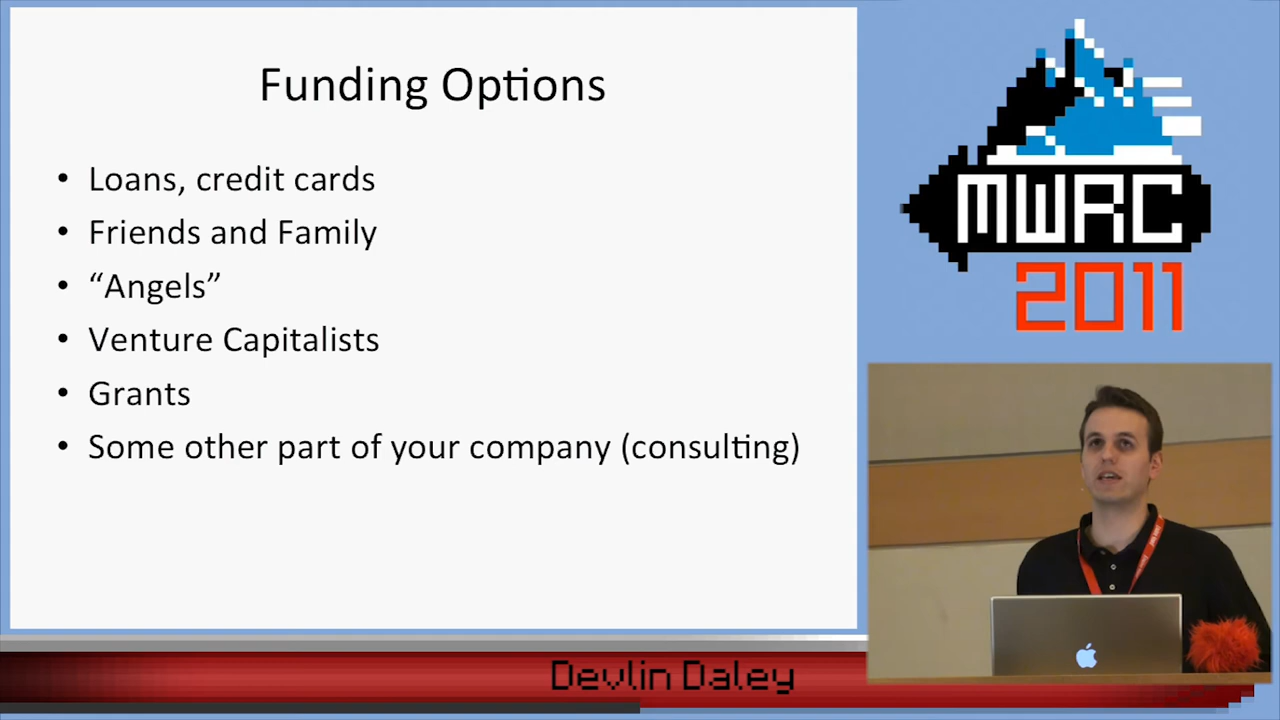 Funding Options
• Loans, credit cards
• Friends and Family
• “Angels”
• Venture Capitalists
• Grants
• Some other part of your company (consulting)
MWRC
2011
Devlin Daley